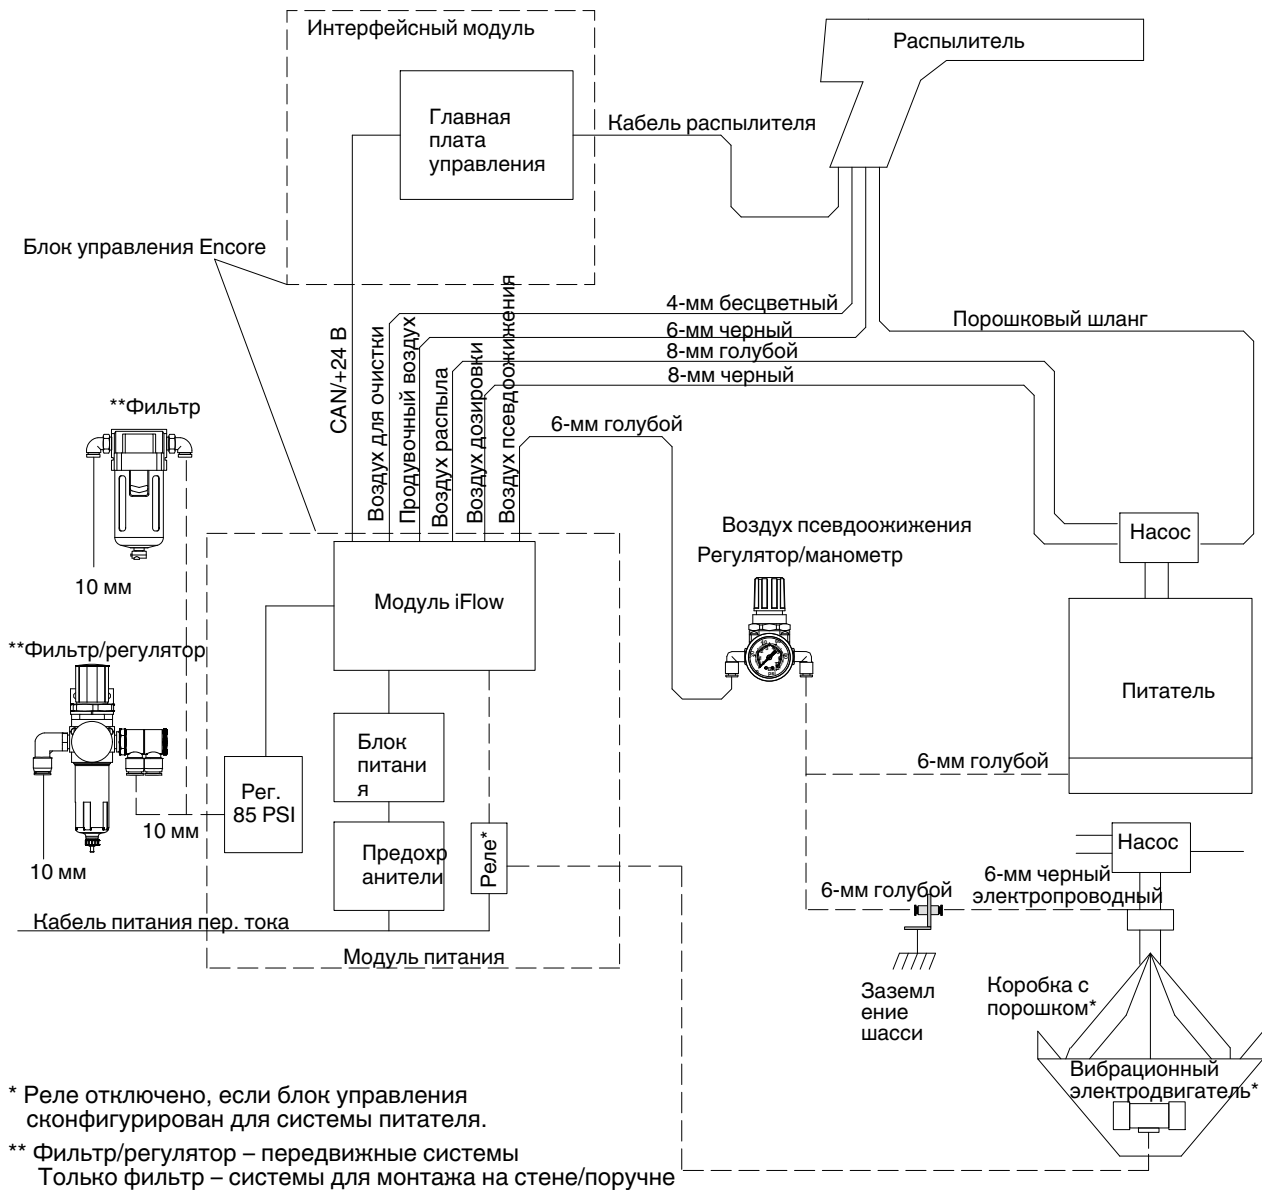 Интерфейсный модуль
Распылитель
Главная
плата
управления
Кабель распылителя
Блок управления Encore
4-мм бесцветный
6-мм черный
8-мм голубой
8-мм черный
Порошковый шланг
CAN/+24 В
Воздух для очистки
Продувочный воздух
Воздух распыла
Воздух дозировки
Воздух псевдоожижения
6-мм голубой
**Фильтр
10 мм
Воздух псевдоожижения
Регулятор/манометр
Насос
Модуль iFlow
**Фильтр/регулятор
Питатель
Блок
питани
я
6-мм голубой
Рег.
85 PSI
10 мм
10 мм
Предохр
анители
Реле*
Насос
6-мм голубой
6-мм черный
электропроводный
Кабель питания пер. тока
Модуль питания
Заземл
ение
шасси
Коробка с
порошком*
Вибрационный
электродвигатель*
* Реле отключено, если блок управления
сконфигурирован для системы питателя.
** Фильтр/регулятор – передвижные системы
Только фильтр – системы для монтажа на стене/поручне